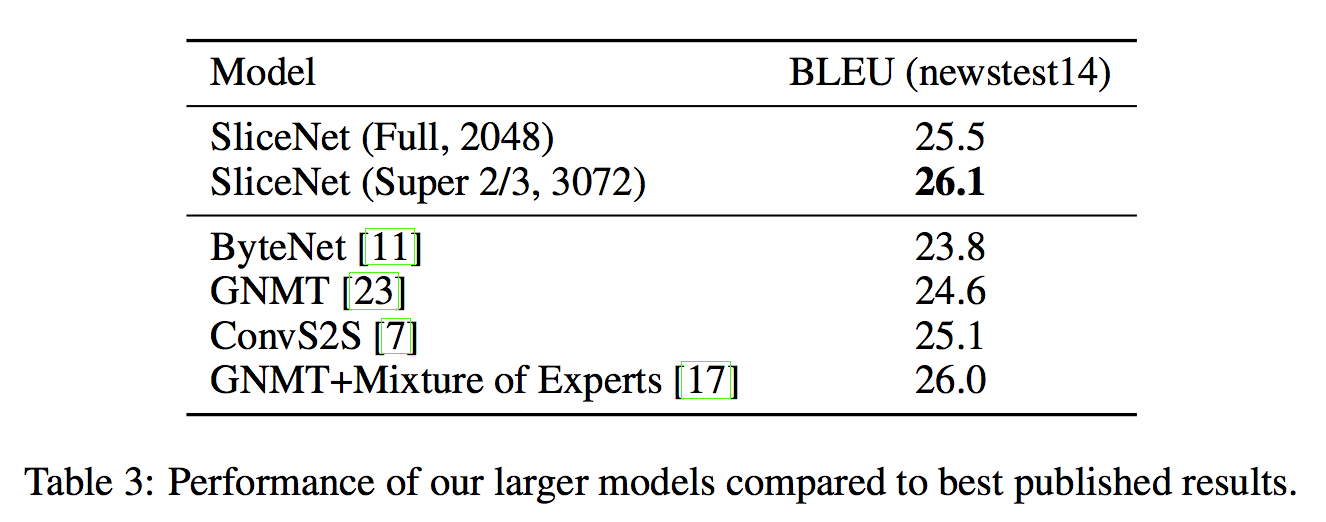 Model BLEU (newstest14)
SliceNet (Full, 2048) 25.5
SliceNet (Super 2/3, 3072) 26.1
ByteNet [11] 23.8
GNMT [23] 24.6
ConvS2S [7] 25.1
GNMT+Mixture of Experts [17] 26.0
Table 3: Performance of our larger models compared to best published results.